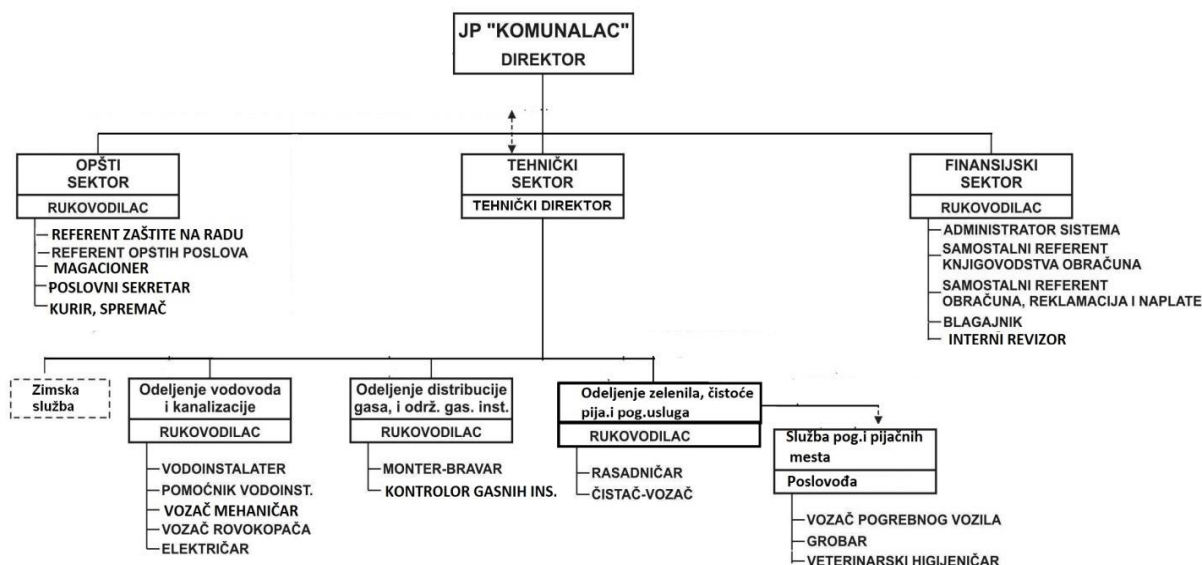 JP "KOMUNALAC"
DIREKTOR
OPŠTI
SEKTOR
RUKOVODILAC
REFERENT ZAŠTITE NA RADU
REFERENT OPSTIH POSLOVA
MAGACIONER
POSLOVNI SEKRETAR
KURIR, SPREMAČ
TEHNIČKI
SEKTOR
TEHNIČKI DIREKTOR
FINANSIJSKI
SEKTOR
RUKOVODILAC
ADMINISTRATOR SISTEMA
SAMOSTALNI REFERENT
KNJIGOVODSTVA OBRAČUNA
SAMOSTALNI REFERENT
OBRAČUNA, REKLAMACIJA I NAPLATE
BLAGAJNIK
INTERNI REVIZOR
Zimska
služba
Odeljenje vodovoda
i kanalizacije
RUKOVODILAC
VODOINSTALATER
POMOĆNIK VODOINST.
VOZAČ MEHANIČAR
VOZAČ ROVOKOPAČA
ELEKTRIČAR
Odeljenje distribucije
gasa, i održ. gas. inst.
RUKOVODILAC
MONTER-BRAVAR
KONTROLOR GASNIH INS.
Odeljenje zelenila, čistoće
pija.i pog.usluga
RUKOVODILAC
RASADNIČAR
ČISTAČ-VOZAČ
Služba pog.i pijačnih
mesta
Poslovođa
VOZAČ POGREBNOG VOZILA
GROBAR
VETERINARSKI HIGIJENIČAR